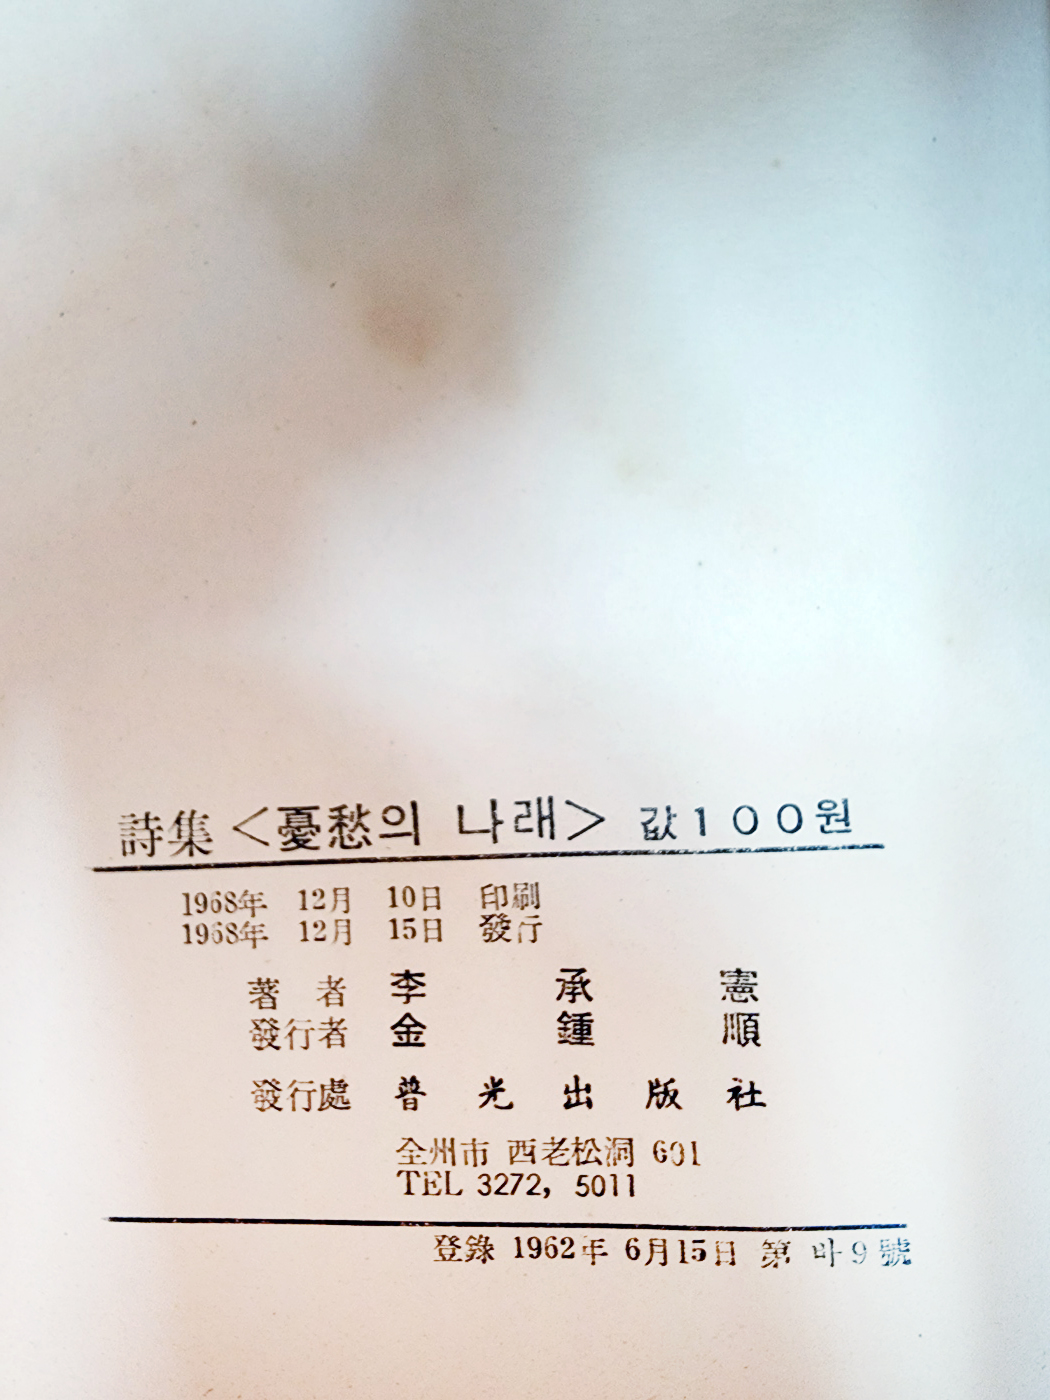 詩集 <憂愁의 나래> 값100원
1968年 12月 10日 印刷
1968年 12月 15日 發行
著 者 李 承 憲
發行者 金 鍾 順
發行處 普 光 出 版 社
全州市 西老松洞 601
TEL 3272, 5011
登錄 1962年 6月15日 第 마9號